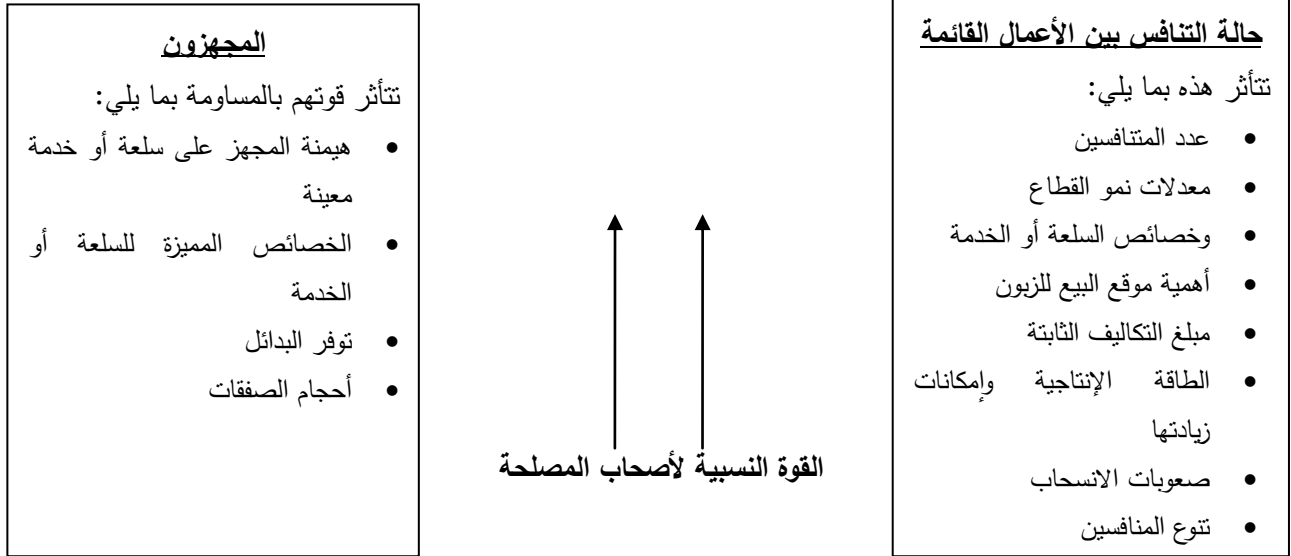 حالة التنافس بين الأعمال القائمة
تتأثر هذه بما يلي:
• عدد المتنافسين
• معدلات نمو القطاع
• وخصائص السلعة أو الخدمة
• أهمية موقع البيع للزبون
• مبلغ التكاليف الثابتة
• الطاقة الإنتاجية وإمكانات
زيادتها
• صعوبات الانسحاب
• تنوع المنافسين
القوة النسبية لأصحاب المصلحة
المجهزون
تتأثر قوتهم بالمساومة بما يلي:
• هيمنة المجهز على سلعة أو خدمة
معينة
• الخصائص المميزة للسلعة أو
الخدمة
• توفر البدائل
• أحجام الصفقات